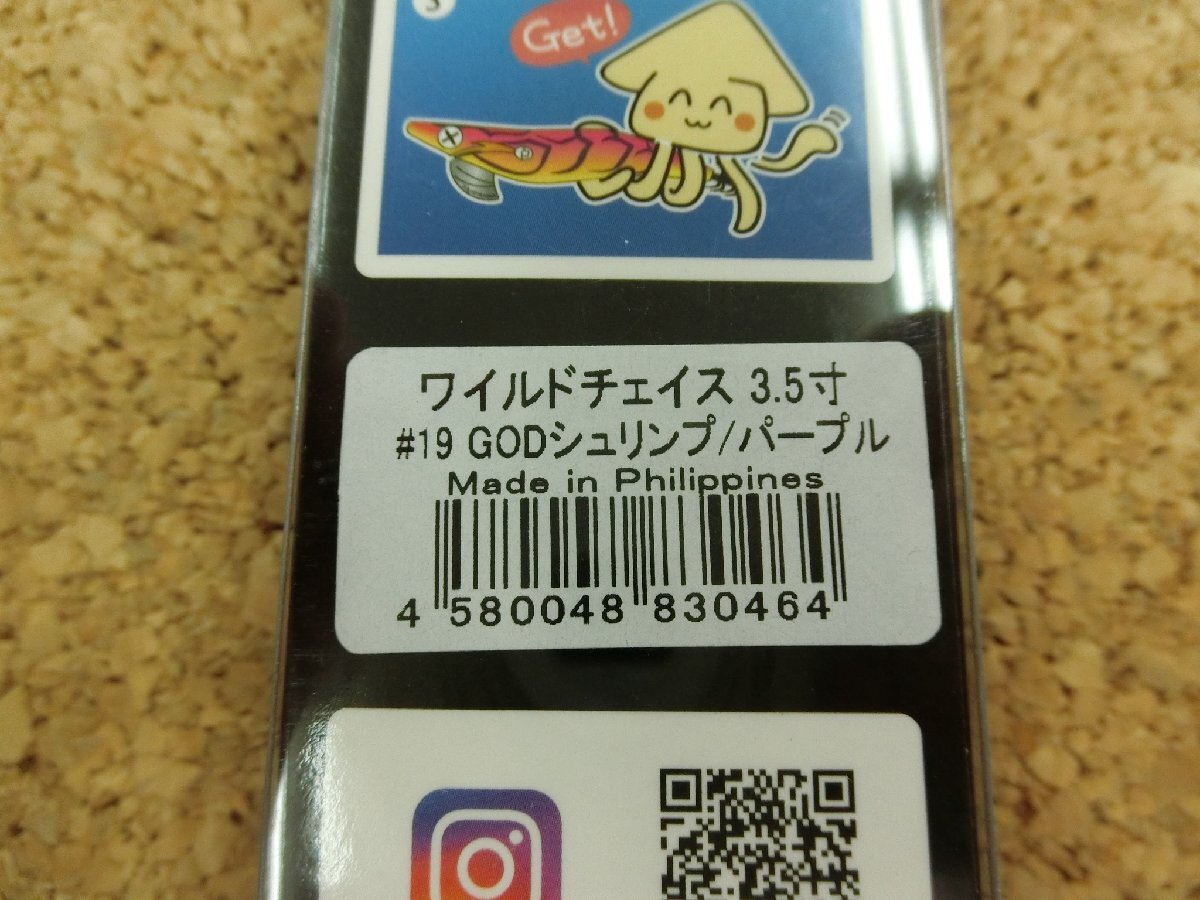 3
Get!
ワイルドチェイス 3.5寸
#19 GODシュリンプ/パープル
Made in Philippines
4 580048 830464